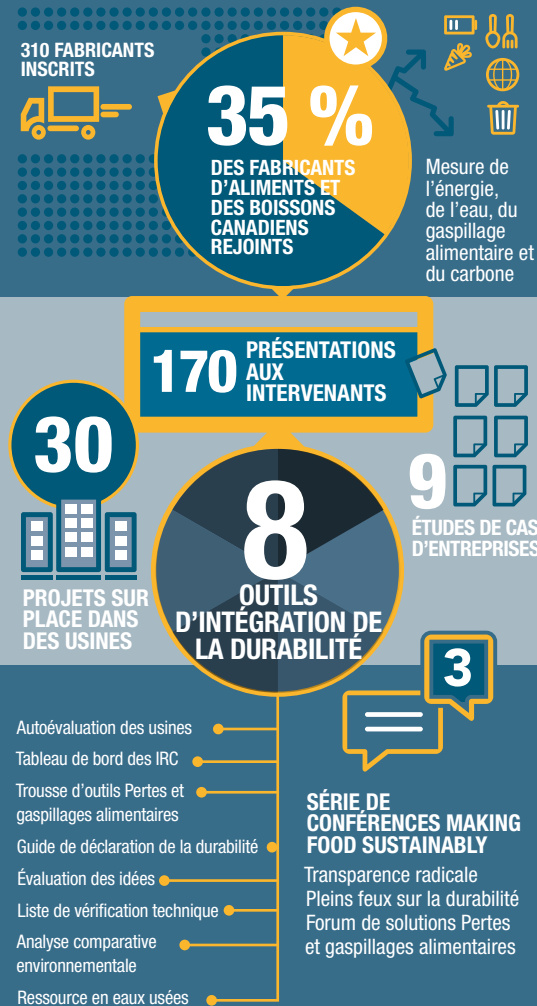 310 FABRICANTS
INSCRITS
35 %
DES FABRICANTS
D'ALIMENTS ET
DES BOISSONS
CANADIENS
REJOINTS
Mesure de
l'énergie,
de l'eau, du
gaspillage
alimentaire et
du carbone
170
PRÉSENTATIONS
AUX
INTERVENANTS
30
PROJETS SUR
PLACE DANS
DES USINES
9
ÉTUDES DE CAS
D'ENTREPRISES
8
OUTILS
D'INTÉGRATION DE
LA DURABILITÉ
Autoévaluation des usines
Tableau de bord des IRC
Trousse d'outils Pertes et
gaspillages alimentaires
Guide de déclaration de la durabilité
Évaluation des idées
Liste de vérification technique
Analyse comparative
environnementale
Ressource en eaux usées
3
SÉRIE DE
CONFÉRENCES MAKING
FOOD SUSTAINABLY
Transparence radicale
Pleins feux sur la durabilité
Forum de solutions Pertes
et gaspillages alimentaires